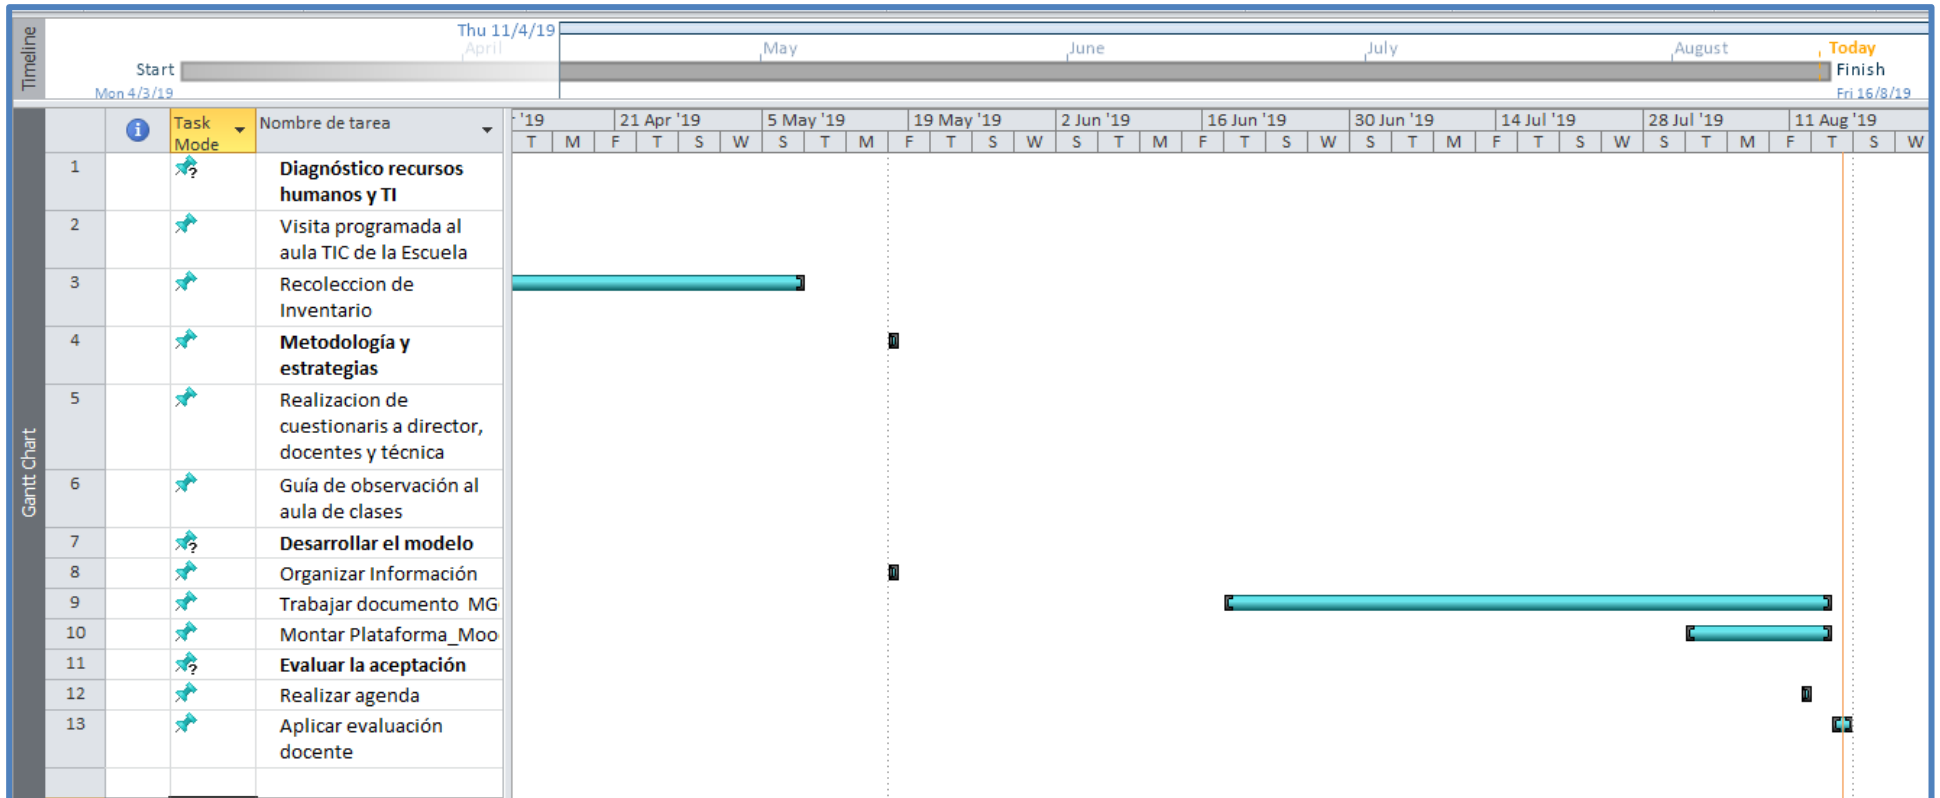 Timeline
Thu 11/4/19
April May June July August Today
Start Finish
Mon 4/3/19 Fri 16/8/19
Task Mode Nombre de tarea
'19 21 Apr '19 5 May '19 19 May '19 2 Jun '19 16 Jun '19 30 Jun '19 14 Jul '19 28 Jul '19 11 Aug '19
T M F T S W S T M F T S W S T M F T S W S T M F T S W S T M F T S W
Gantt Chart
1 Diagnóstico recursos
humanos y TI
2 Visita programada al
aula TIC de la Escuela
3 Recoleccion de
Inventario
4 Metodología y
estrategias
5 Realizacion de
cuestionaris a director,
docentes y técnica
6 Guía de observación al
aula de clases
7 Desarrollar el modelo
8 Organizar Información
9 Trabajar documento MG
10 Montar Plataforma_Moo
11 Evaluar la aceptación
12 Realizar agenda
13 Aplicar evaluación
docente